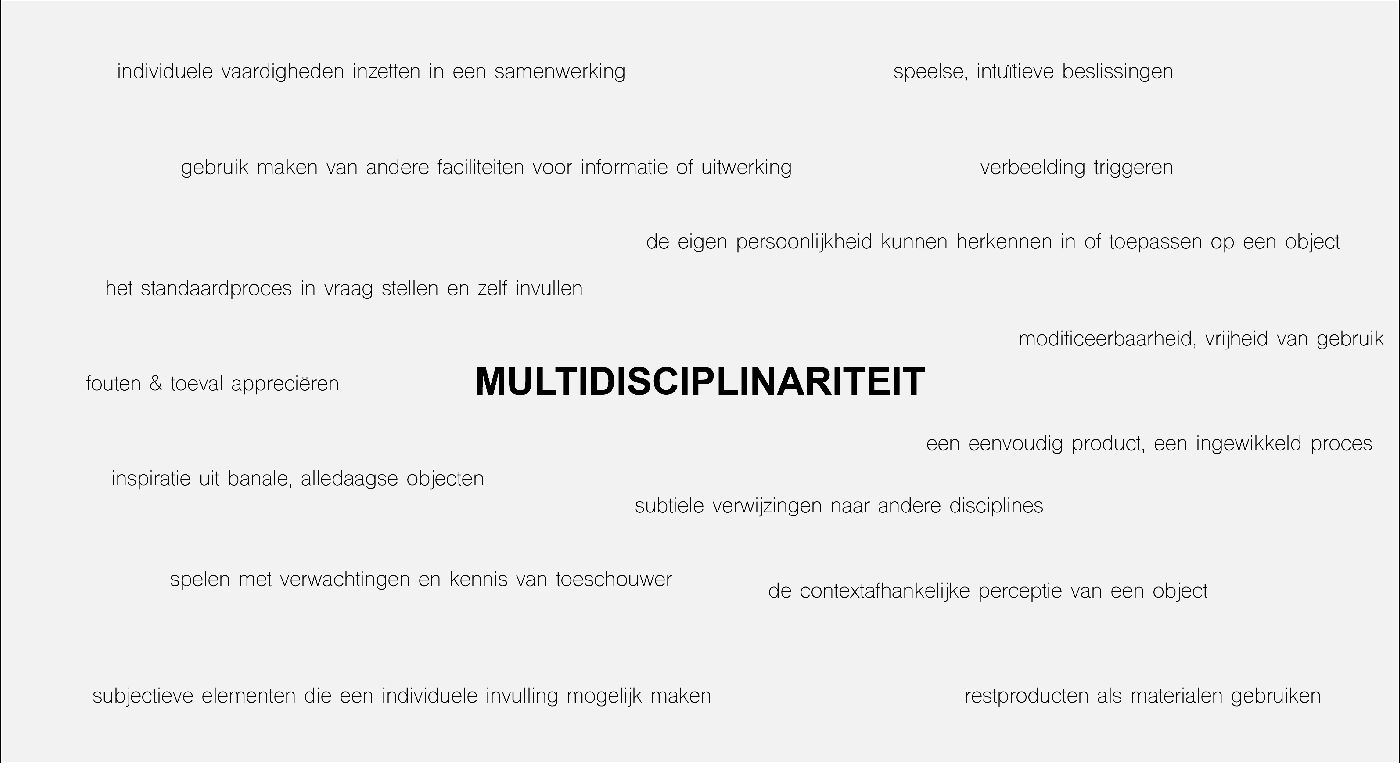 individuele vaardigheden inzetten in een samenwerking
speelse, intuïtieve beslissingen
gebruik maken van andere faciliteiten voor informatie of uitwerking
verbeelding triggeren
de eigen persoonlijkheid kunnen herkennen in of toepassen op een object
het standaardproces in vraag stellen en zelf invullen
modificeerbaarheid, vrijheid van gebruik
fouten & toeval appreciëren
MULTIDISCIPLINARITEIT
een eenvoudig product, een ingewikkeld proces
inspiratie uit banale, alledaagse objecten
subtiele verwijzingen naar andere disciplines
spelen met verwachtingen en kennis van toeschouwer
de contextafhankelijke perceptie van een object
subjectieve elementen die een individuele invulling mogelijk maken
restproducten als materialen gebruiken